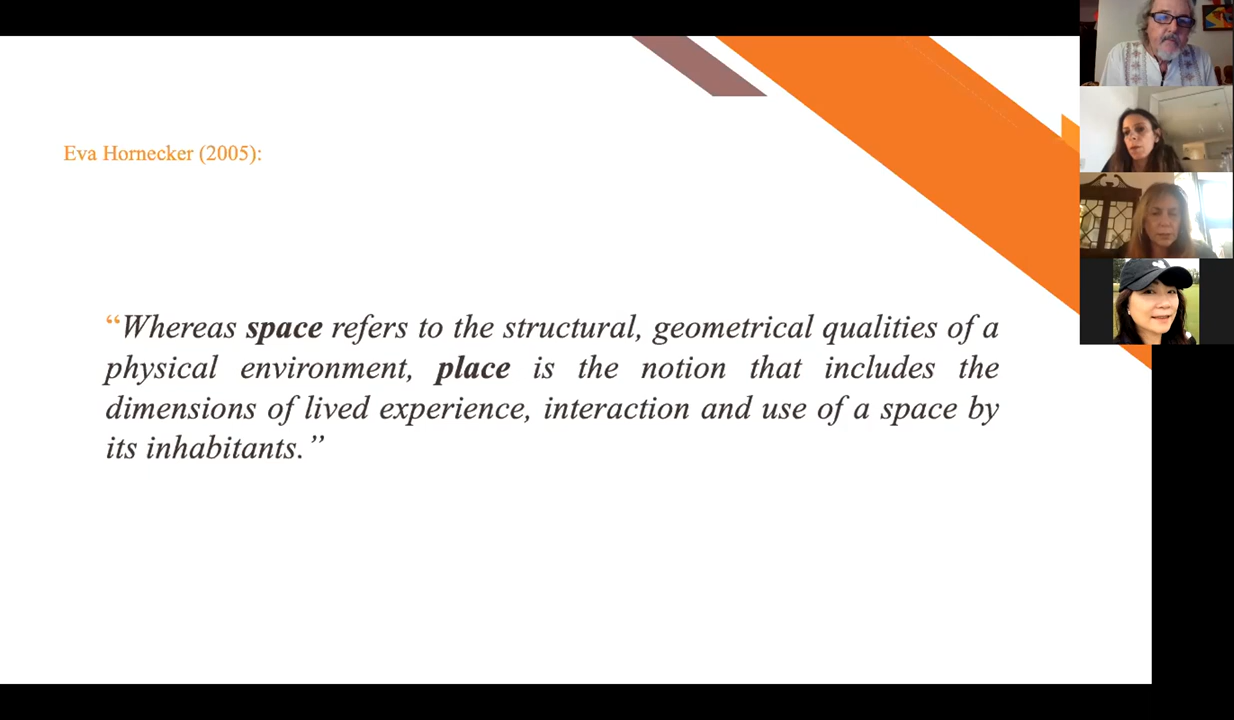 Eva Hornecker (2005):
“Whereas space refers to the structural, geometrical qualities of a
physical environment, place is the notion that includes the
dimensions of lived experience, interaction and use of a space by
its inhabitants.”